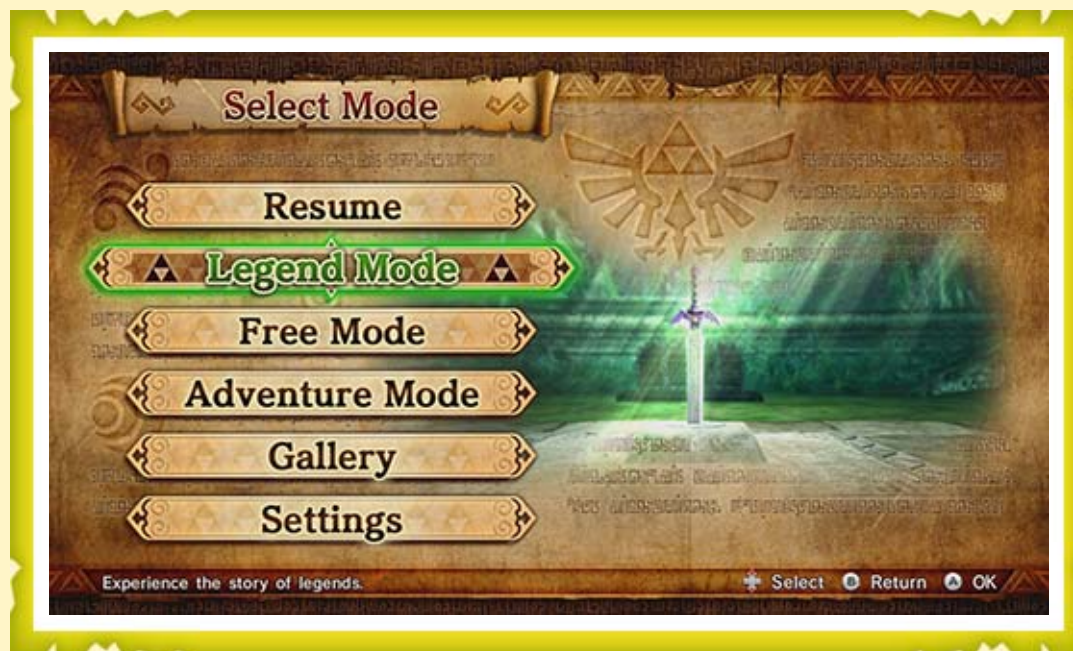 Select Mode
Resume
Legend Mode
Free Mode
Adventure Mode
Gallery
Settings
Experience the story of legends.
Select B Return A OK